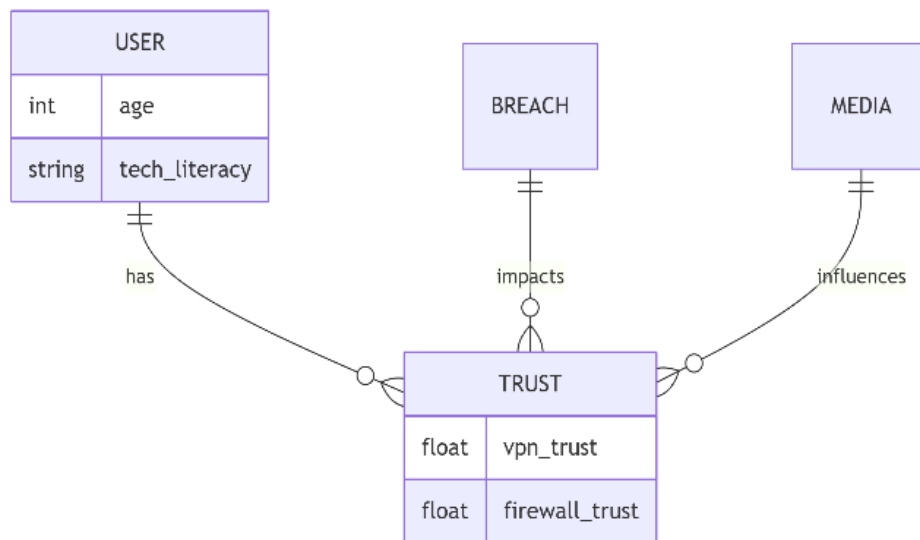 USER
int age
string tech_literacy
BREACH
MEDIA
has
impacts
influences
TRUST
float vpn_trust
float firewall_trust